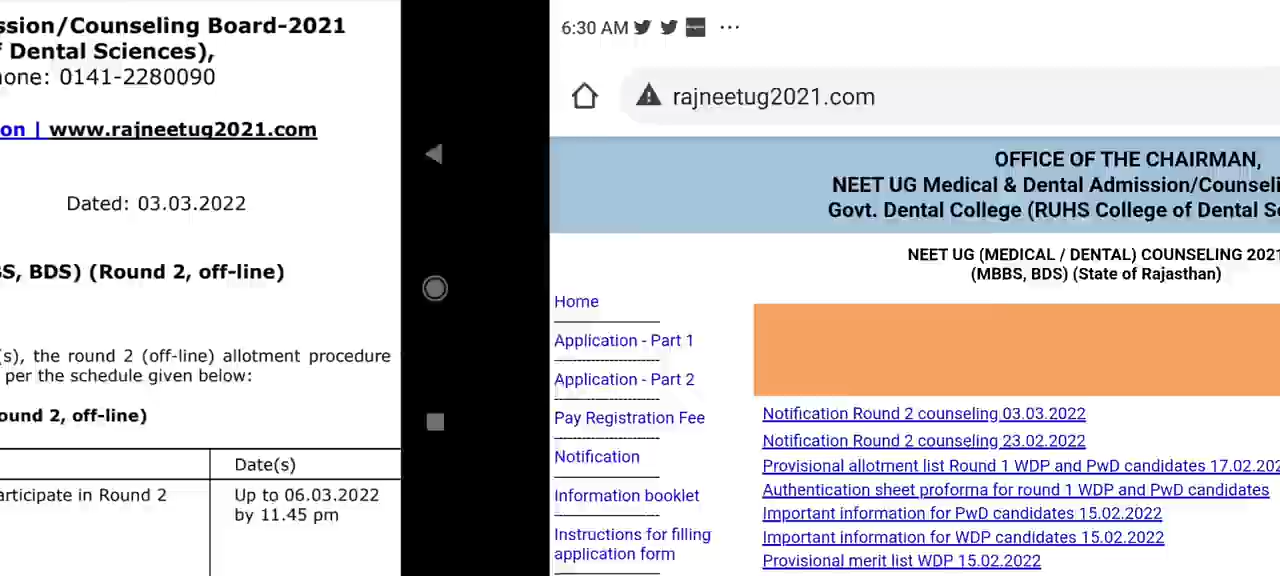 ssion/Counseling Board-2021
f Dental Sciences),
one: 0141-2280090
on | www.rajneetug2021.com
Dated: 03.03.2022
S, BDS) (Round 2, off-line)
(s), the round 2 (off-line) allotment procedure
per the schedule given below:
ound 2, off-line)
Date(s)
articipate in Round 2
Up to 06.03.2022
by 11.45 pm
6:30 AM
rajneetug2021.com
OFFICE OF THE CHAIRMAN,
NEET UG Medical & Dental Admission/Counseli
Govt. Dental College (RUHS College of Dental S
NEET UG (MEDICAL / DENTAL) COUNSELING 2021
(MBBS, BDS) (State of Rajasthan)
Home
Application - Part 1
Application - Part 2
Pay Registration Fee
Notification
Information booklet
Instructions for filling
application form
Notification Round 2 counseling 03.03.2022
Notification Round 2 counseling 23.02.2022
Provisional allotment list Round 1 WDP and PwD candidates 17.02.202
Authentication sheet proforma for round 1 WDP and PwD candidates
Important information for PwD candidates 15.02.2022
Important information for WDP candidates 15.02.2022
Provisional merit list WDP 15.02.2022